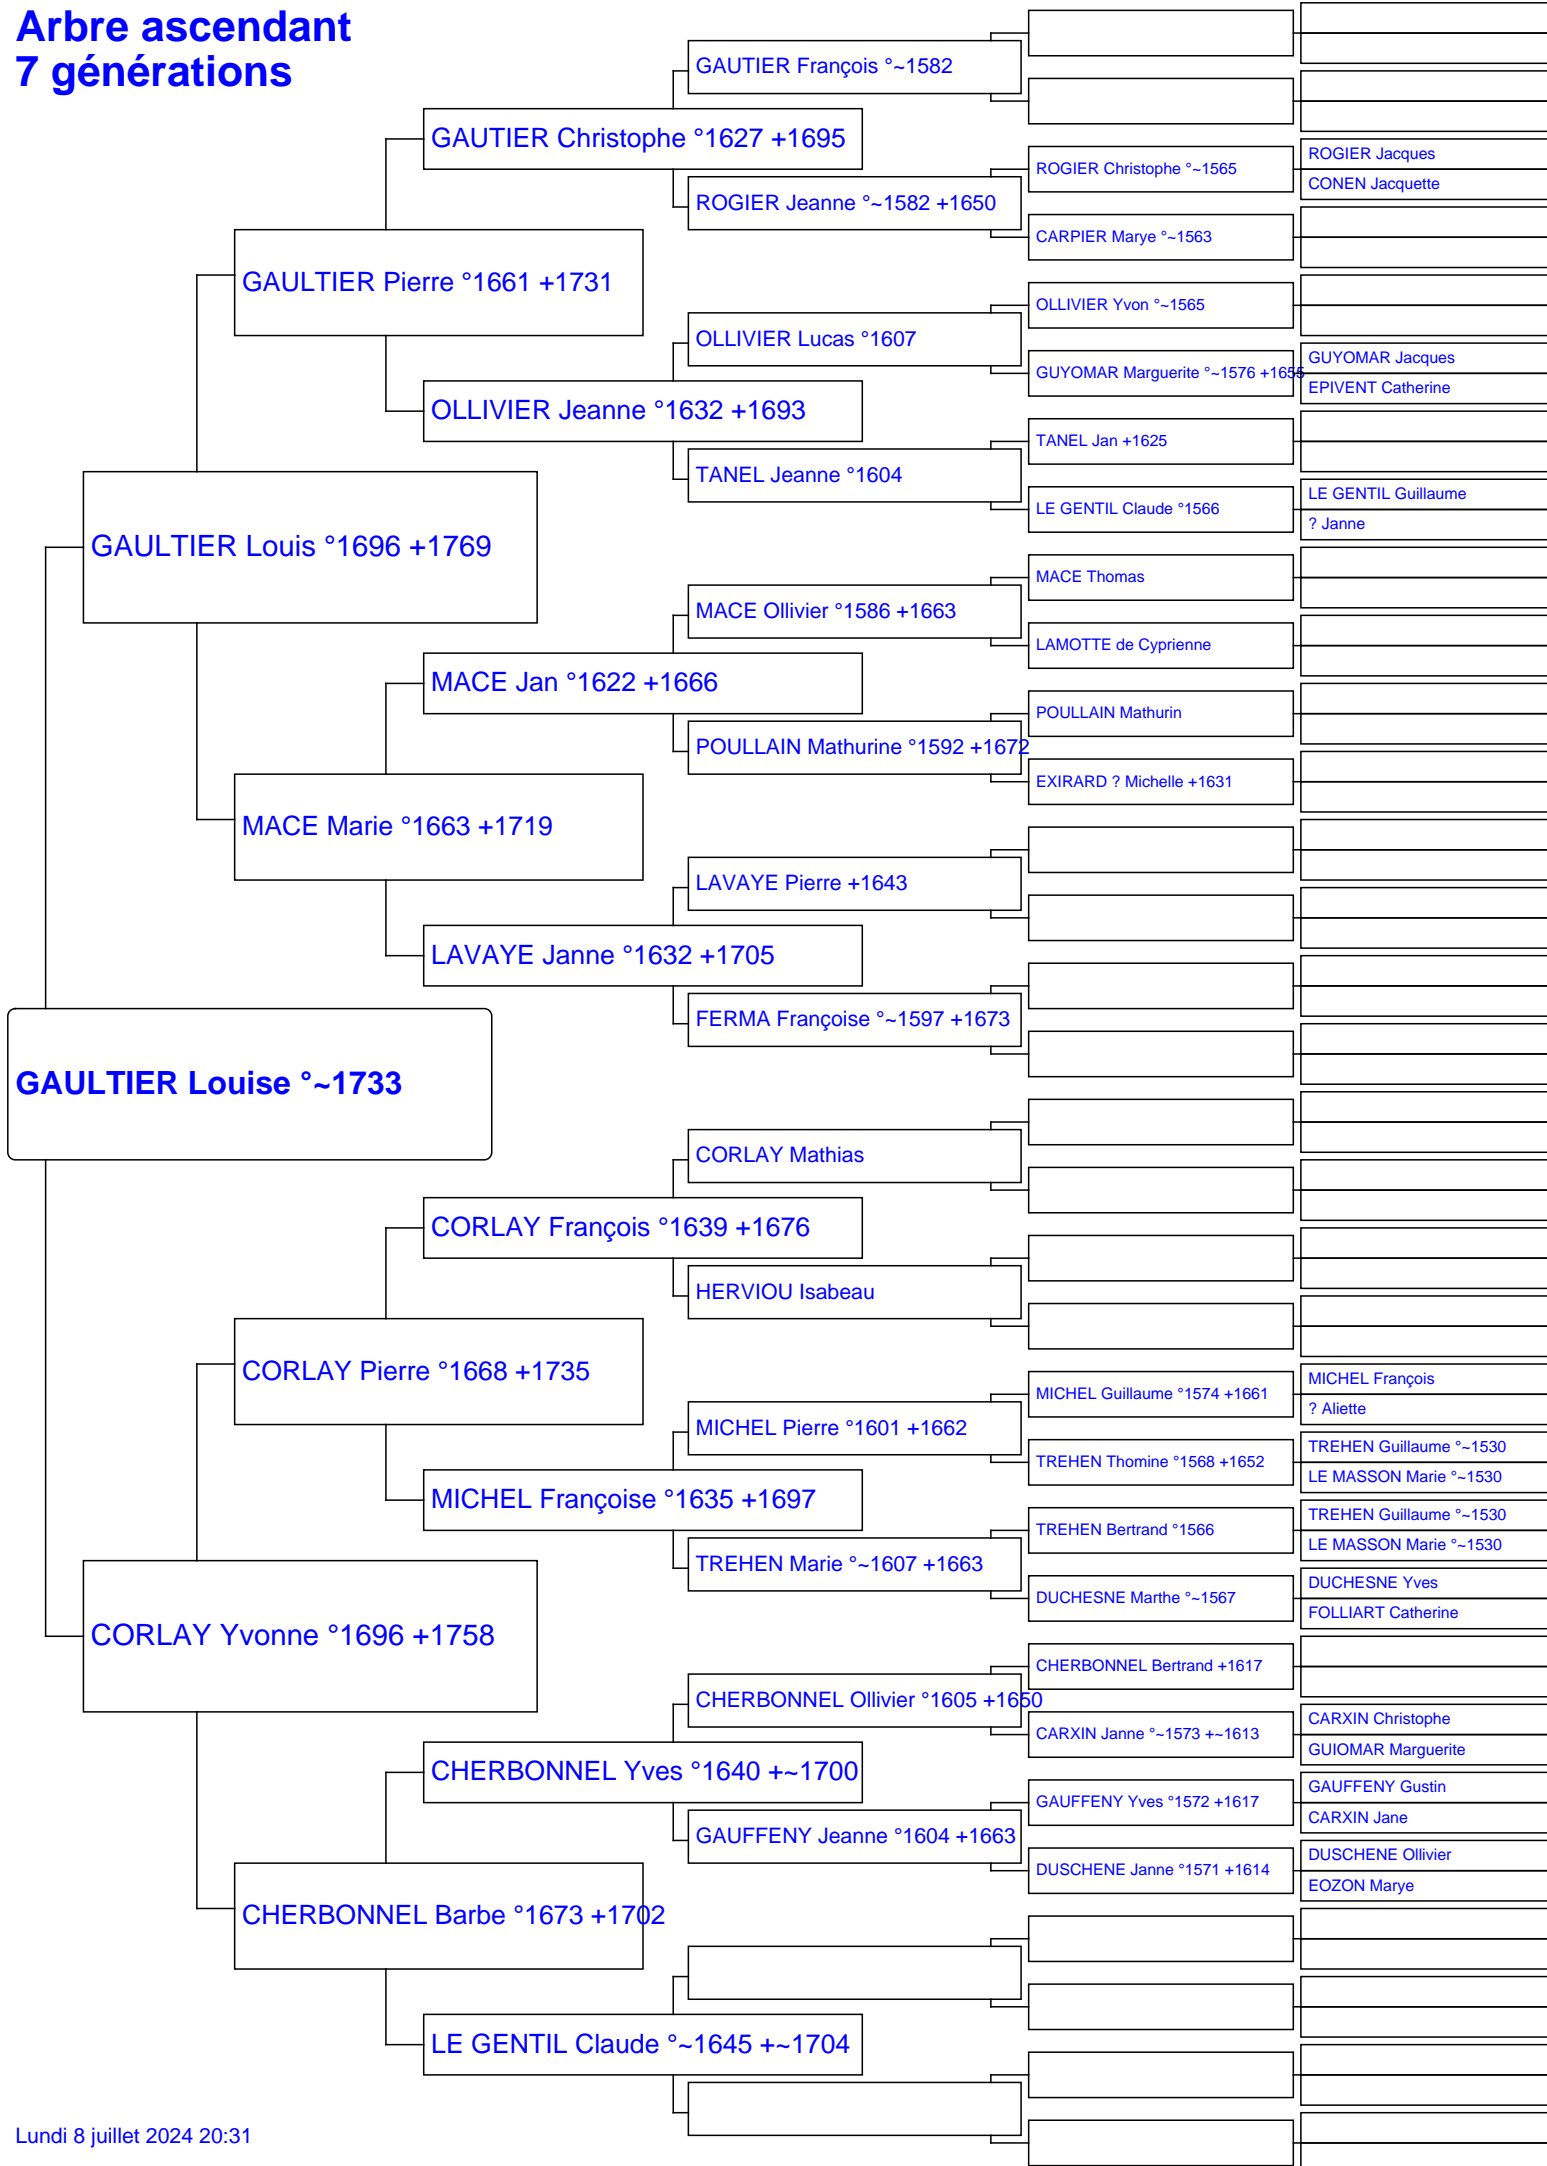 Arbre ascendant
7 générations
GAULTIER Louise °~1733
GAULTIER Louis °1696 +1769
CORLAY Yvonne °1696 +1758
GAULTIER Pierre °1661 +1731
MACE Marie °1663 +1719
CORLAY Pierre °1668 +1735
CHERBONNEL Barbe °1673 +1702
GAUTIER Christophe °1627 +1695
OLLIVIER Jeanne °1632 +1693
MACE Jan °1622 +1666
LAVAYE Janne °1632 +1705
CORLAY François °1639 +1676
MICHEL Françoise °1635 +1697
CHERBONNEL Yves °1640 +~1700
LE GENTIL Claude °~1645 +~1704
GAUTIER François °~1582
ROGIER Jeanne °~1582 +1650
OLLIVIER Lucas °1607
TANEL Jeanne °1604
MACE Ollivier °1586 +1663
POULLAIN Mathurine °1592 +1672
LAVAYE Pierre +1643
FERMA Françoise °~1597 +1673
CORLAY Mathias
HERVIOU Isabeau
MICHEL Pierre °1601 +1662
TREHEN Marie °~1607 +1663
CHERBONNEL Ollivier °1605 +1650
GAUFFENY Jeanne °1604 +1663
ROGIER Christophe °~1565
CARPIER Marye °~1563
OLLIVIER Yvon °~1565
GUYOMAR Marguerite °~1576 +1655
TANEL Jan +1625
LE GENTIL Claude °1566
MACE Thomas
LAMOTTE de Cyprienne
POULLAIN Mathurin
EXIRARD ? Michelle +1631
MICHEL Guillaume °1574 +1661
TREHEN Thomine °1568 +1652
TREHEN Bertrand °1566
DUCHESNE Marthe °~1567
CHERBONNEL Bertrand +1617
CARXIN Janne °~1573 +~1613
GAUFFENY Yves °1572 +1617
DUSCHENE Janne °1571 +1614
ROGIER Jacques
CONEN Jacquette
GUYOMAR Jacques
EPIVENT Catherine
LE GENTIL Guillaume
? Janne
MICHEL François
? Aliette
TREHEN Guillaume °~1530
LE MASSON Marie °~1530
TREHEN Guillaume °~1530
LE MASSON Marie °~1530
DUCHESNE Yves
FOLLIART Catherine
CARXIN Christophe
GUIOMAR Marguerite
GAUFFENY Gustin
CARXIN Jane
DUSCHENE Ollivier
EOZON Marye
Lundi 8 juillet 2024 20:31